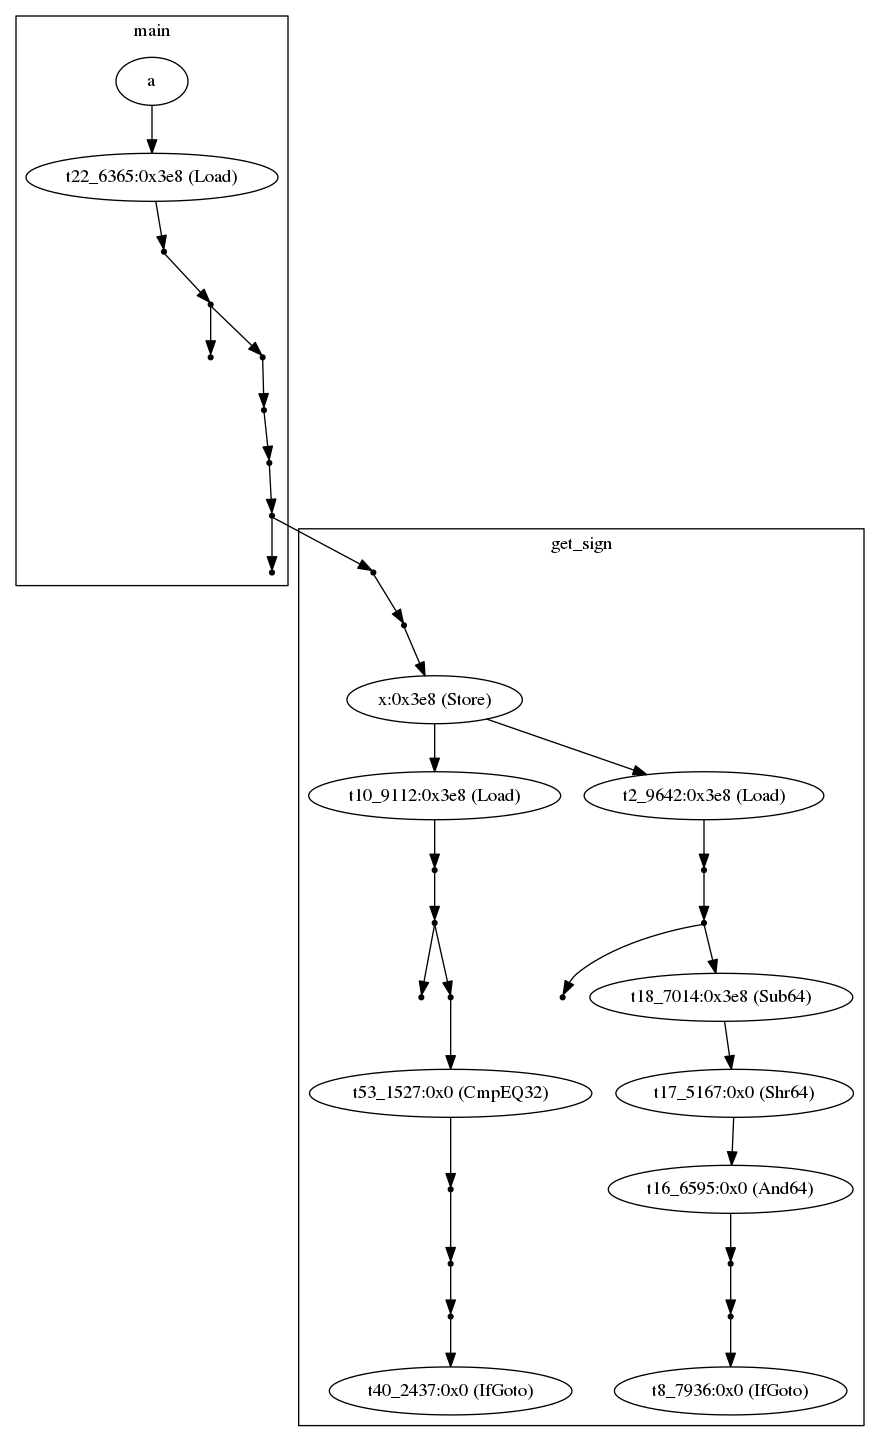 main
a
t22_6365:0x3e8 (Load)
get_sign
x:0x3e8 (Store)
t10_9112:0x3e8 (Load)
t2_9642:0x3e8 (Load)
t18_7014:0x3e8 (Sub64)
t53_1527:0x0 (CmpEQ32)
t17_5167:0x0 (Shr64)
t16_6595:0x0 (And64)
t40_2437:0x0 (IfGoto)
t8_7936:0x0 (IfGoto)